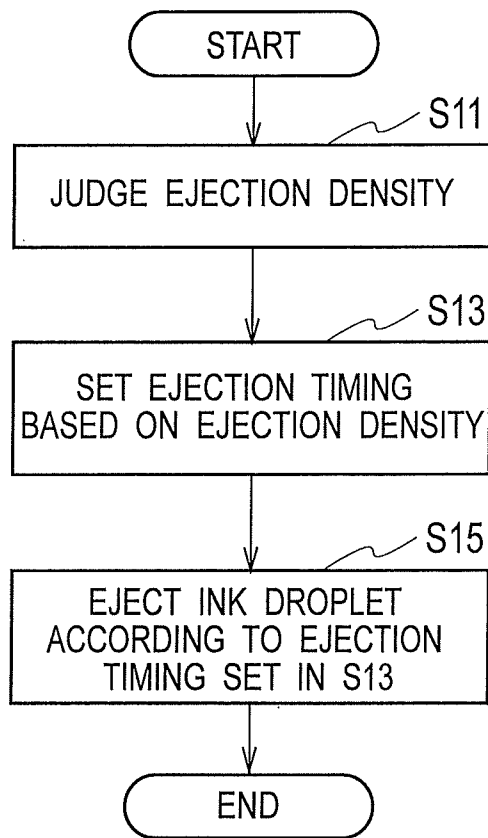 START
S11
JUDGE EJECTION DENSITY
S13
SET EJECTION TIMING
BASED ON EJECTION DENSITY
S15
EJECT INK DROPLET
ACCORDING TO EJECTION
TIMING SET IN S13
END